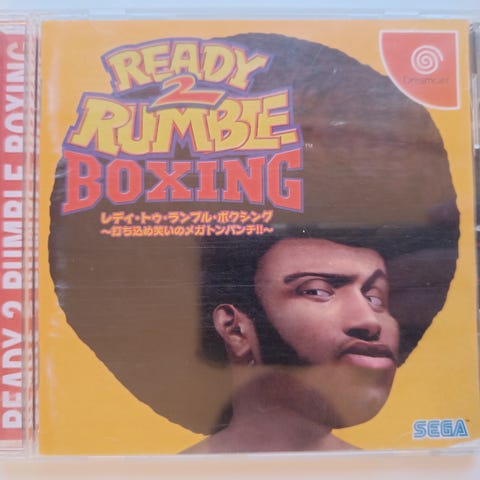 READY 2 RUMBLE BOXING
READY
2
RUMBLE
BOXING
TM
レディ・トゥ・ランブル・ボクシング
～打ち込め笑いのメガトンパンチ!!～
Dreamcast
SEGA